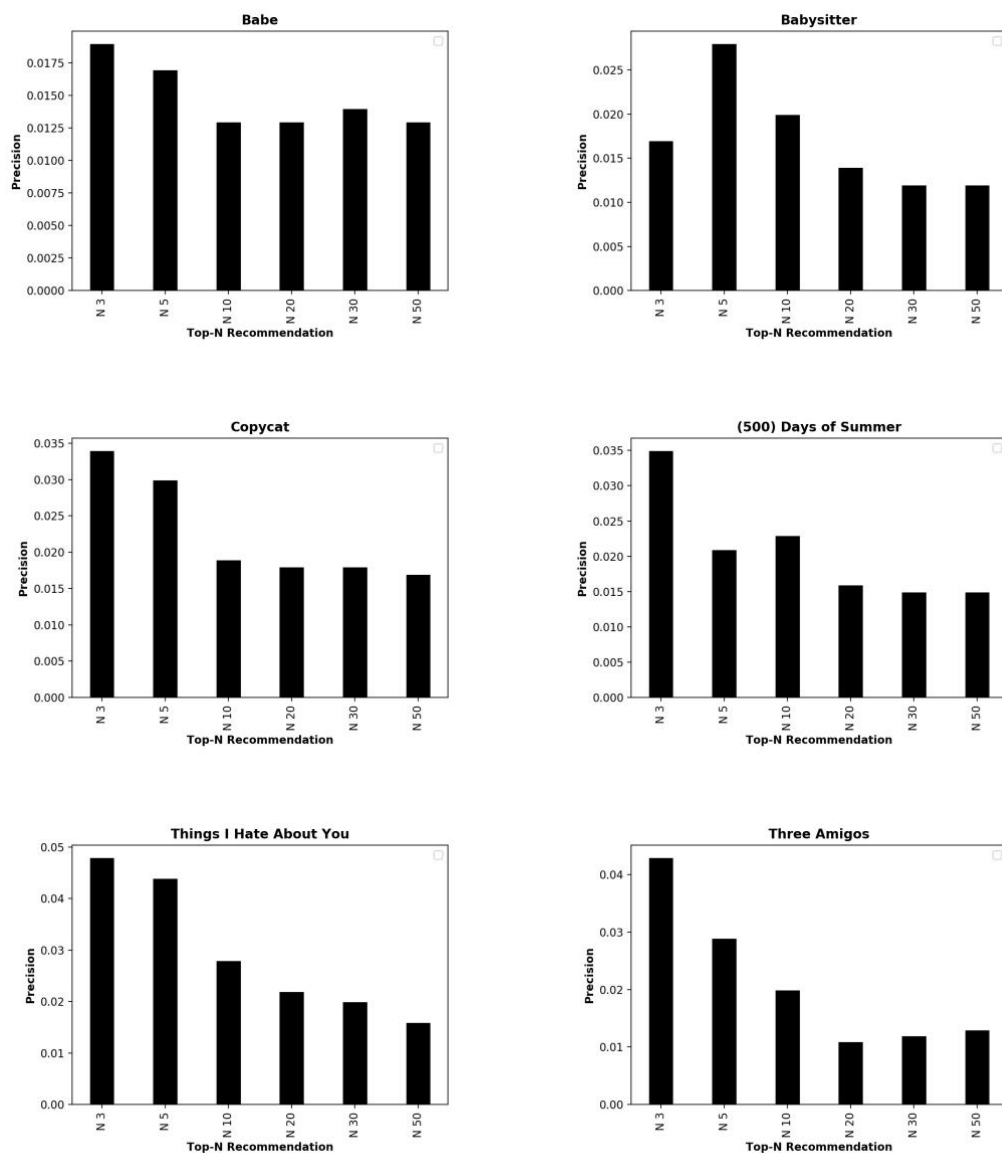 Babe
Precision
0.0175
0.0150
0.0125
0.0100
0.0075
0.0050
0.0025
0.0000
N 3
N 5
N 10
N 20
N 30
N 50
Top-N Recommendation
Babysitter
Precision
0.025
0.020
0.015
0.010
0.005
0.000
N 3
N 5
N 10
N 20
N 30
N 50
Top-N Recommendation
Copycat
Precision
0.035
0.030
0.025
0.020
0.015
0.010
0.005
0.000
N 3
N 5
N 10
N 20
N 30
N 50
Top-N Recommendation
(500) Days of Summer
Precision
0.035
0.030
0.025
0.020
0.015
0.010
0.005
0.000
N 3
N 5
N 10
N 20
N 30
N 50
Top-N Recommendation
Things I Hate About You
Precision
0.05
0.04
0.03
0.02
0.01
0.00
N 3
N 5
N 10
N 20
N 30
N 50
Top-N Recommendation
Three Amigos
Precision
0.04
0.03
0.02
0.01
0.00
N 3
N 5
N 10
N 20
N 30
N 50
Top-N Recommendation